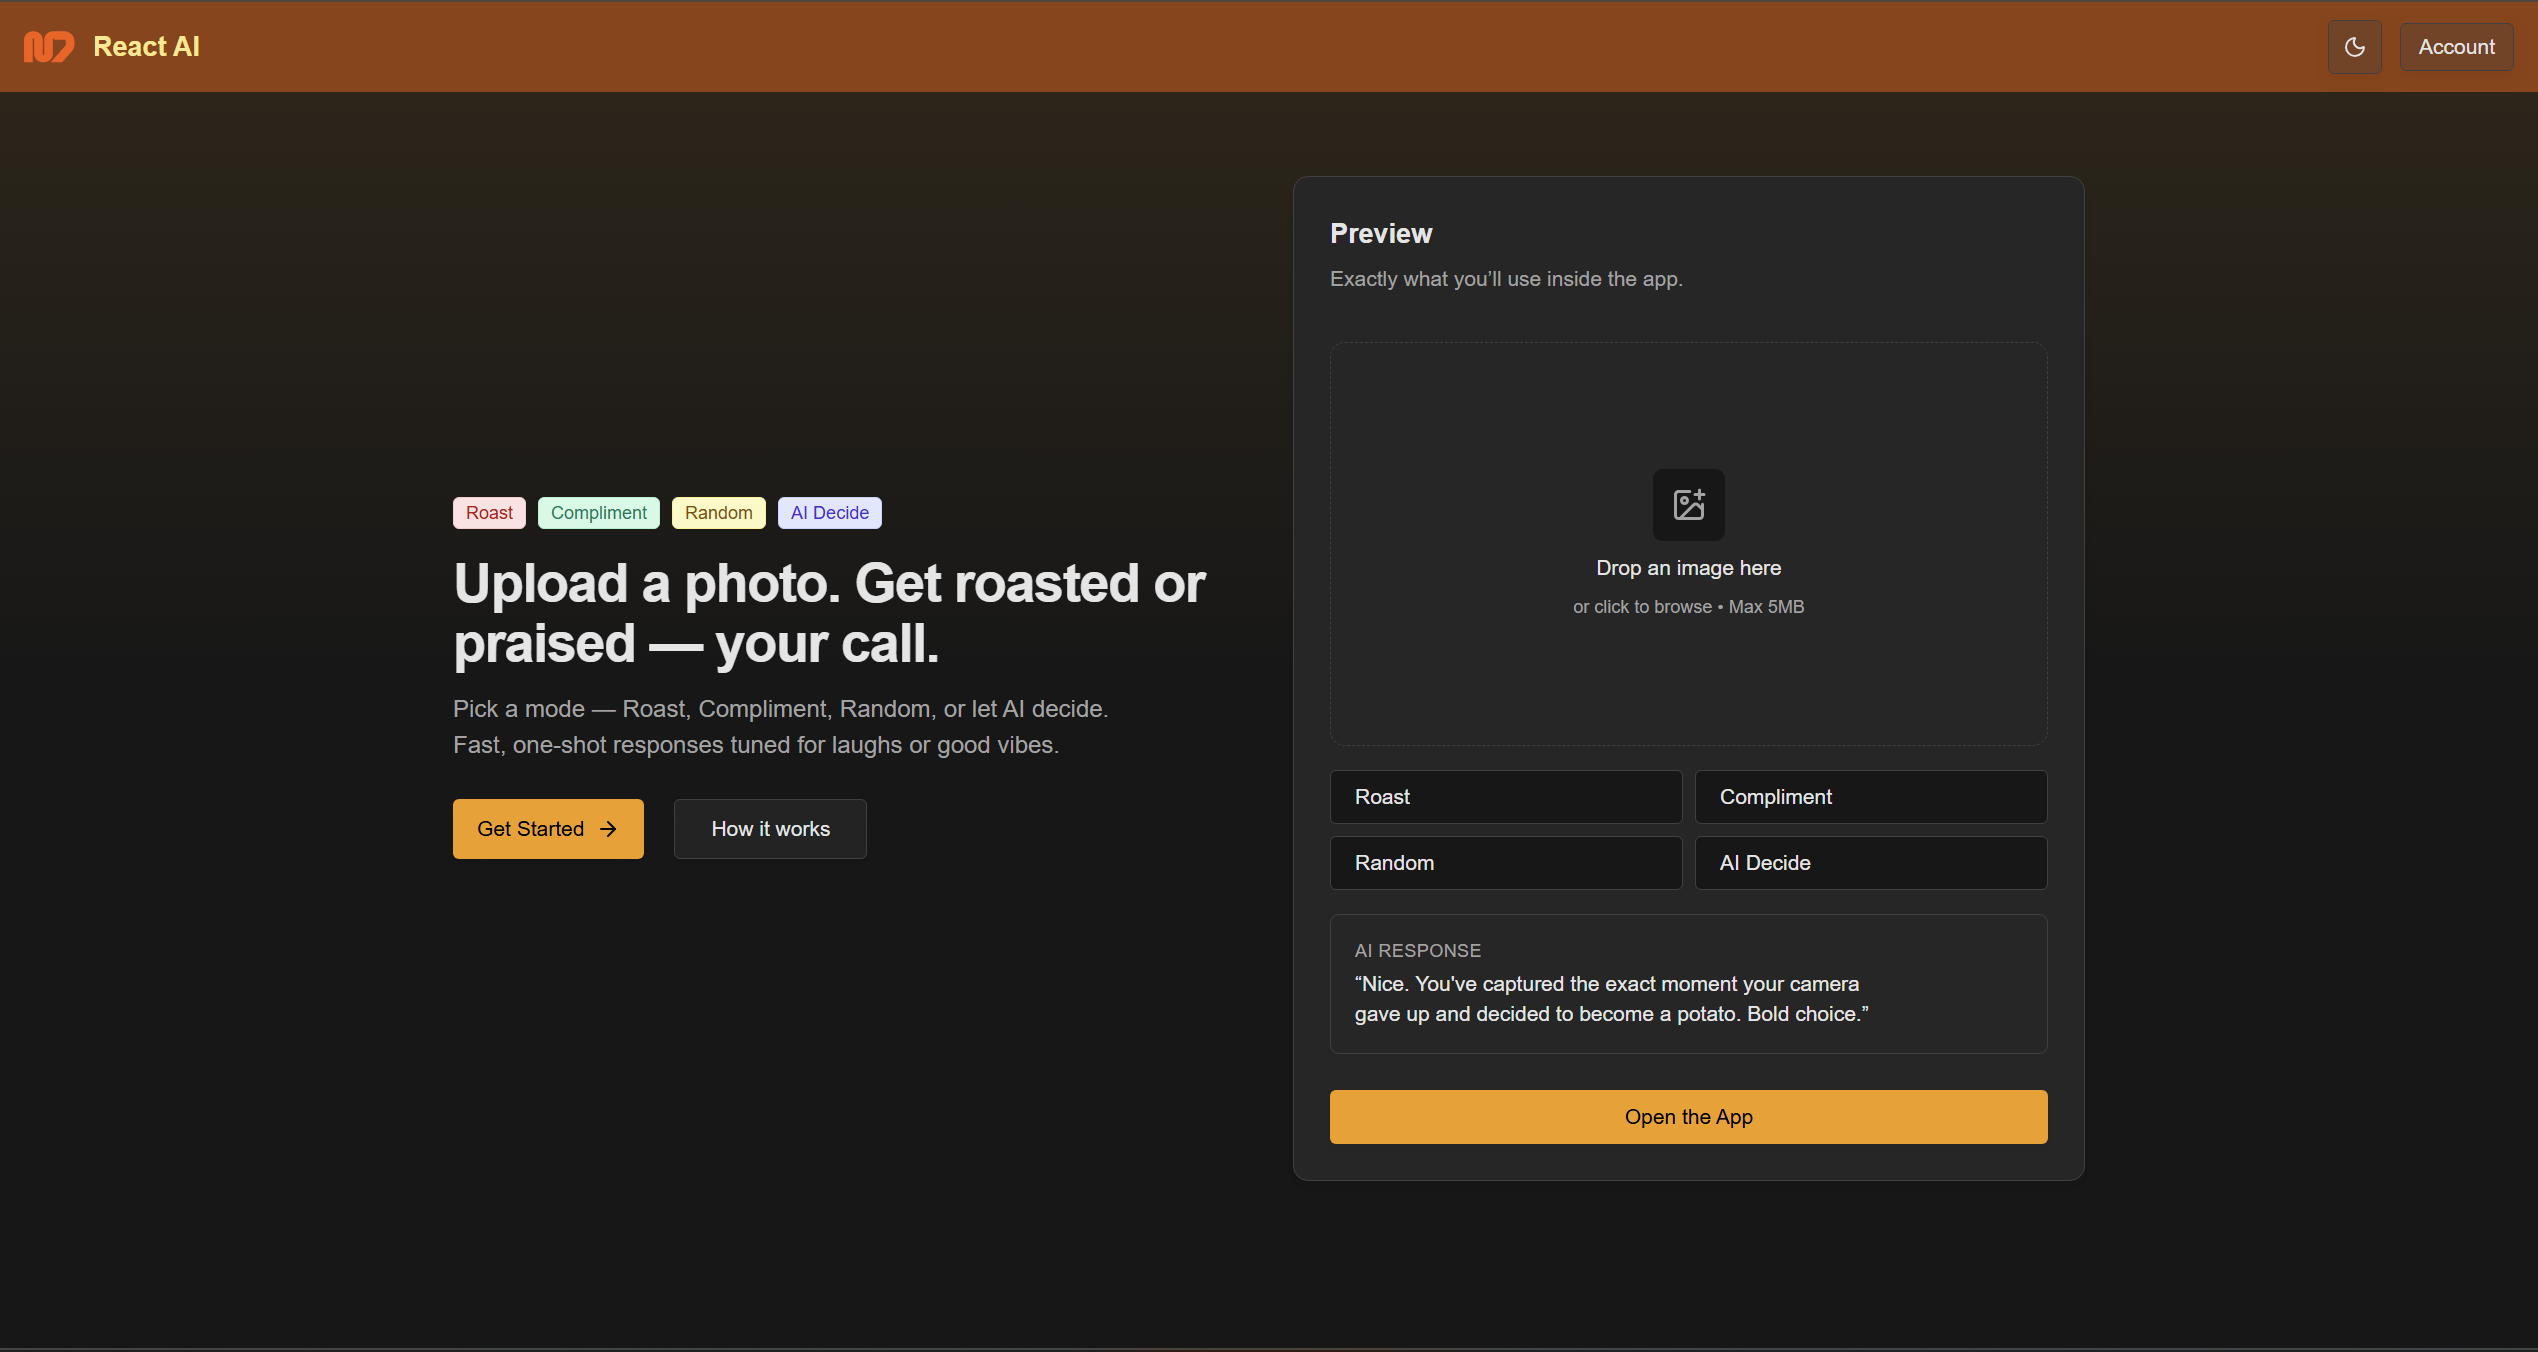 React AI
Account
Roast
Compliment
Random
AI Decide
Upload a photo. Get roasted or
praised — your call.
Pick a mode — Roast, Compliment, Random, or let AI decide.
Fast, one-shot responses tuned for laughs or good vibes.
Get Started
How it works
Preview
Exactly what you’ll use inside the app.
Drop an image here
or click to browse • Max 5MB
Roast
Compliment
Random
AI Decide
AI RESPONSE
“Nice. You've captured the exact moment your camera
gave up and decided to become a potato. Bold choice.”
Open the App